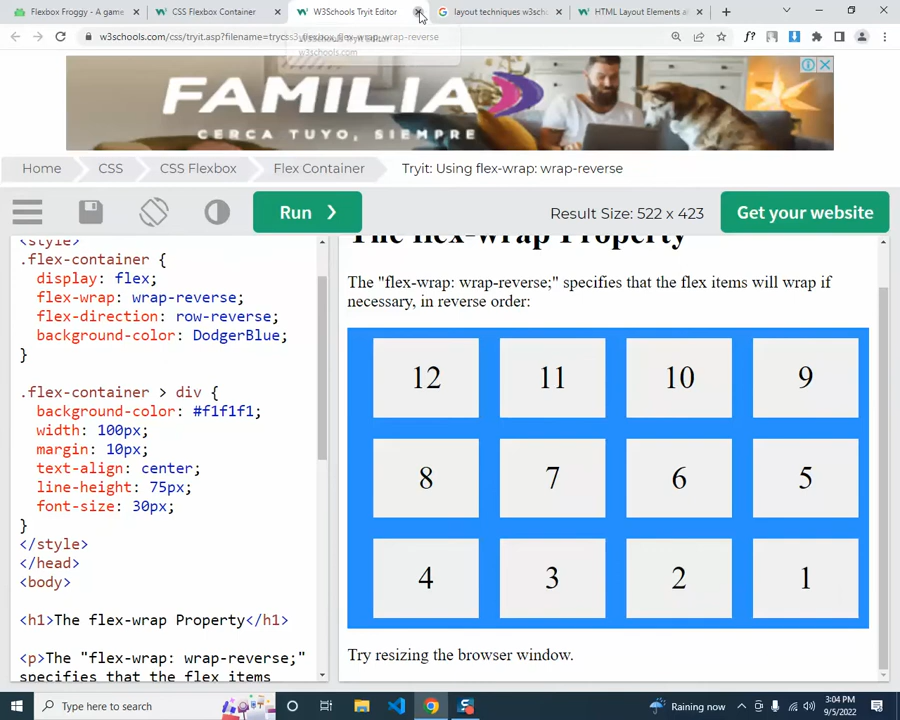 Flexbox Froggy - A game
CSS Flexbox Container
W3Schools Tryit Editor
layout techniques w3sch
HTML Layout Elements a
w3schools.com/css/tryit.asp?filename=trycss3_flexbox_flex-wrap_wrap-reverse
w3schools.com
f?
FAMILIA
CERCA TUYO, SIEMPRE
Home
CSS
CSS Flexbox
Flex Container
Tryit: Using flex-wrap: wrap-reverse
Run ❯
Result Size: 522 x 423
Get your website
<style>
.flex-container {
display: flex;
flex-wrap: wrap-reverse;
flex-direction: row-reverse;
background-color: DodgerBlue;
}
.flex-container > div {
background-color: #f1f1f1;
width: 100px;
margin: 10px;
text-align: center;
line-height: 75px;
font-size: 30px;
}
</style>
</head>
<body>
<h1>The flex-wrap Property</h1>
<p>The "flex-wrap: wrap-reverse;"
specifies that the flex items
The flex-wrap Property
The "flex-wrap: wrap-reverse;" specifies that the flex items will wrap if
necessary, in reverse order:
12 11 10 9
8 7 6 5
4 3 2 1
Try resizing the browser window.
Type here to search
Raining now
3:04 PM
9/5/2022